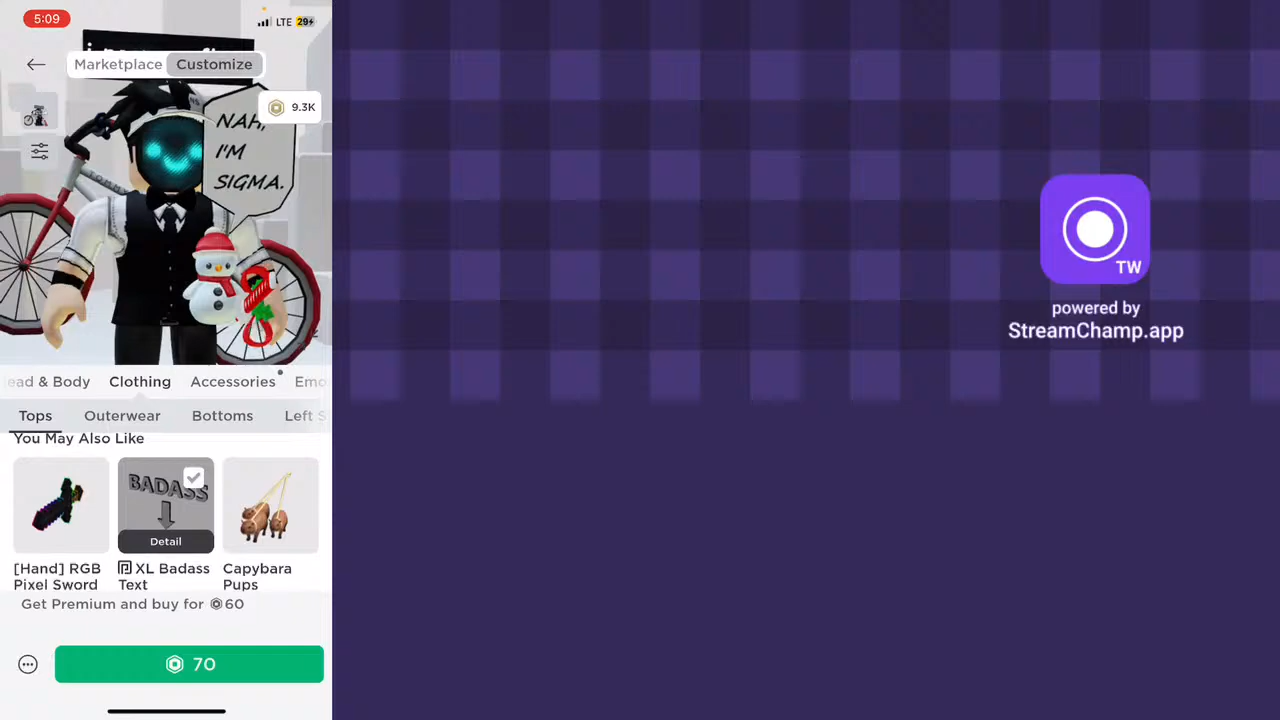 5:09
LTE
29
Marketplace
Customize
9.3K
NAH,
I'M
SIGMA.
ead & Body
Clothing
Accessories
Emo
Tops
Outerwear
Bottoms
Left S
You May Also Like
BADASS
Detail
[Hand] RGB
Pixel Sword
XL Badass
Text
Capybara
Pups
Get Premium and buy for 60
70
TW
powered by
StreamChamp.app